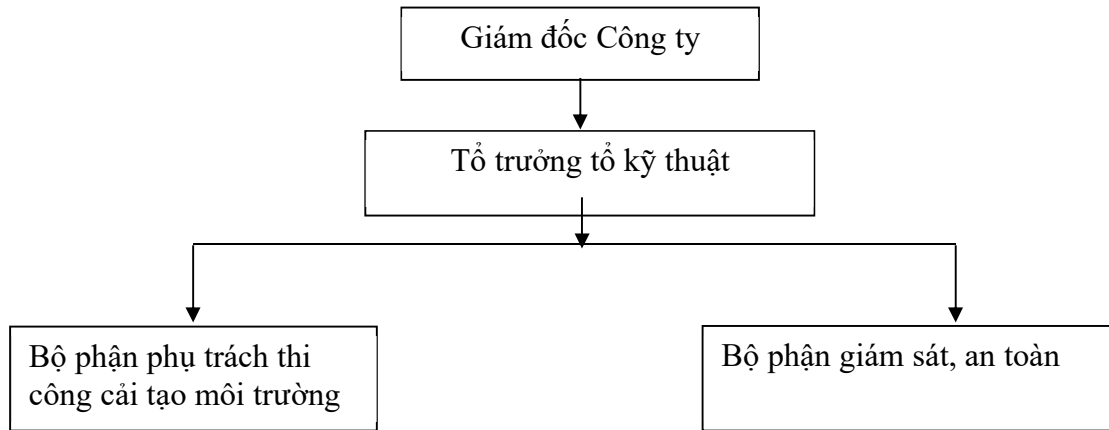 Giám đốc Công ty
Tổ trưởng tổ kỹ thuật
Bộ phận phụ trách thi
công cải tạo môi trường
Bộ phận giám sát, an toàn